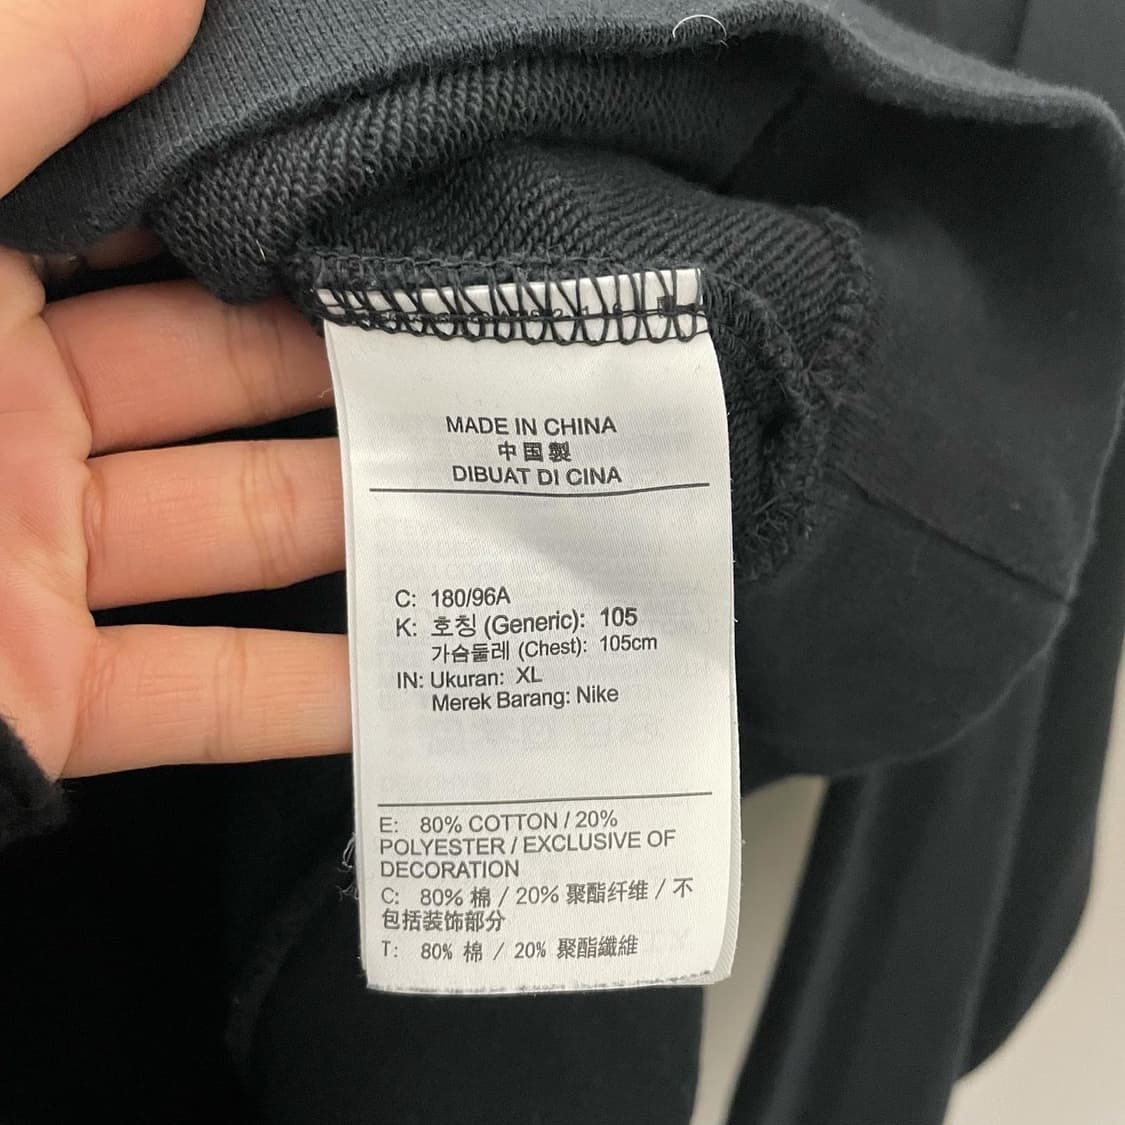 MADE IN CHINA
中国製
DIBUAT DI CINA
C: 180/96A
K: 호칭 (Generic): 105
가슴둘레 (Chest): 105cm
IN: Ukuran: XL
Merek Barang: Nike
E: 80% COTTON / 20%
POLYESTER / EXCLUSIVE OF
DECORATION
C: 80% 棉 / 20% 聚酯纤维 / 不
包括装饰部分
T: 80% 棉 / 20% 聚酯纖維